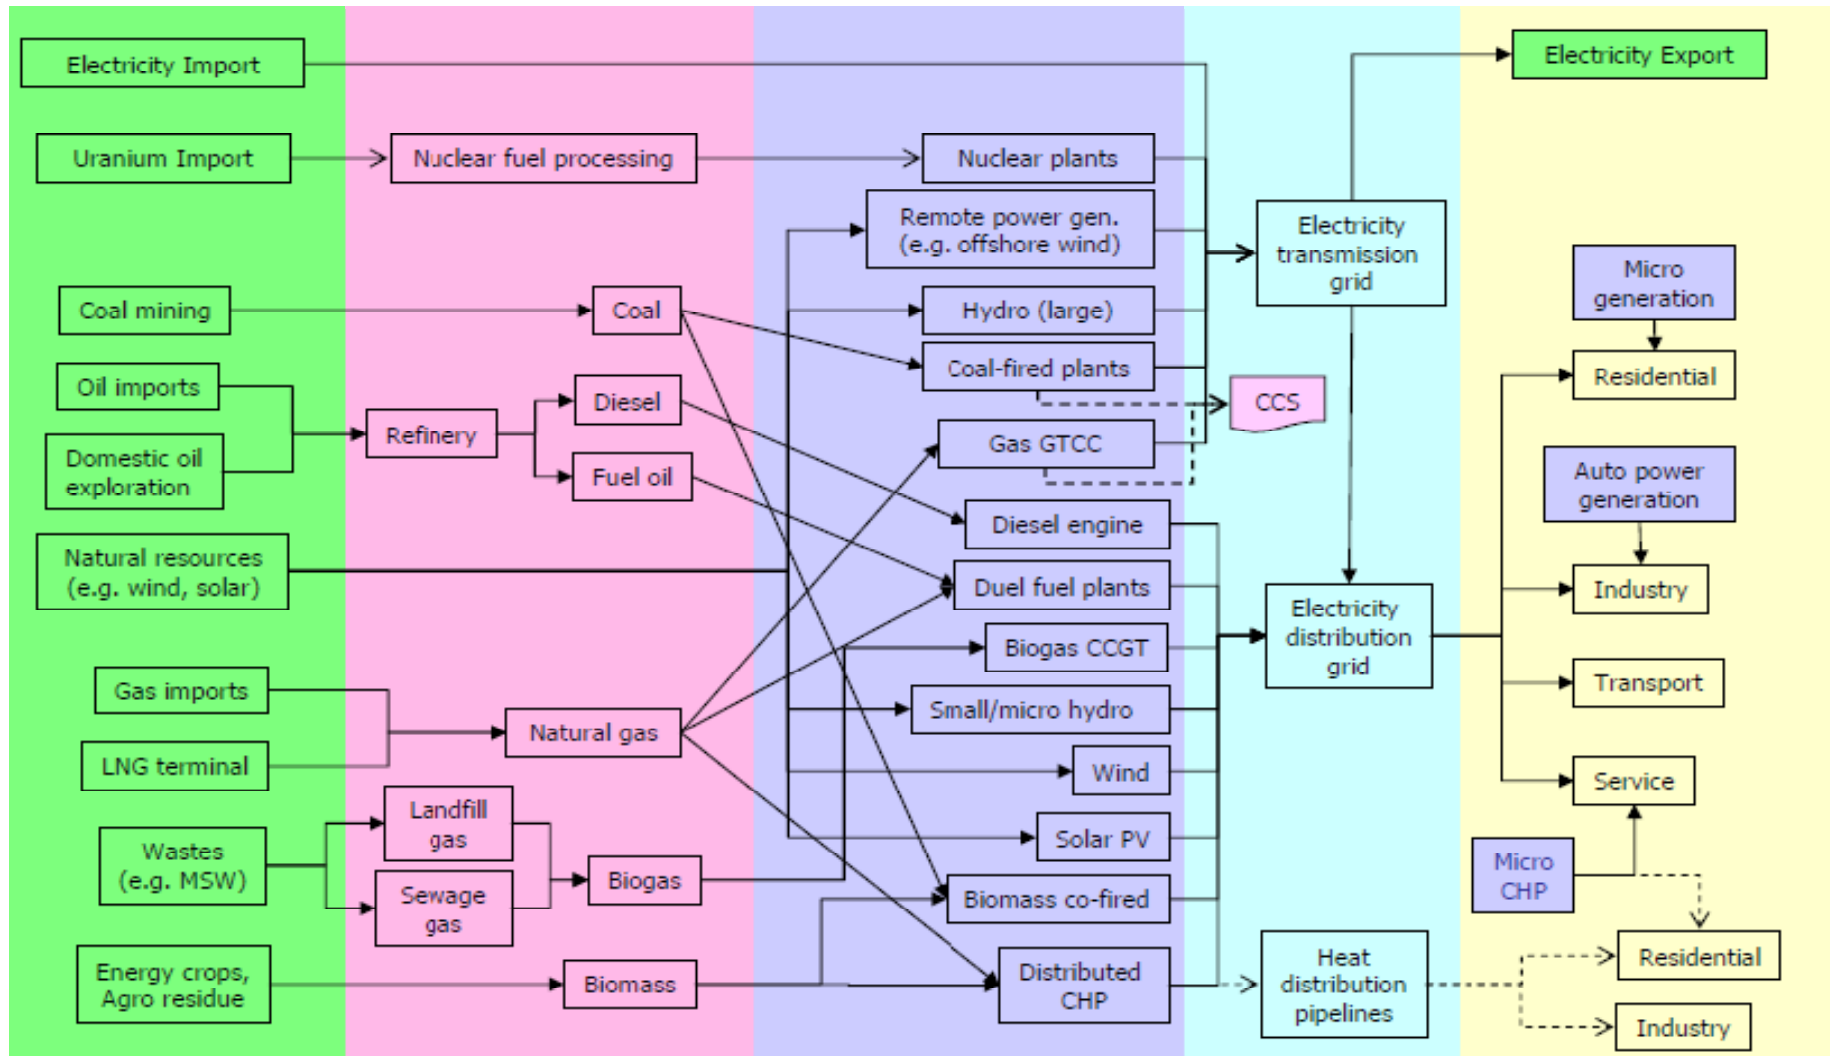 Electricity Import
Uranium Import
Coal mining
Oil imports
Domestic oil
exploration
Natural resources
(e.g. wind, solar)
Gas imports
LNG terminal
Wastes
(e.g. MSW)
Energy crops,
Agro residue
Nuclear fuel processing
Coal
Diesel
Refinery
Fuel oil
Natural gas
Landfill
gas
Biogas
Sewage
gas
Biomass
Nuclear plants
Remote power gen.
(e.g. offshore wind)
Hydro (large)
Coal-fired plants
Gas GTCC
Diesel engine
Duel fuel plants
Biogas CCGT
Small/micro hydro
Wind
Solar PV
Biomass co-fired
Distributed
CHP
Electricity
transmission
grid
CCS
Electricity
distribution
grid
Heat
distribution
pipelines
Electricity Export
Micro
generation
Residential
Auto power
generation
Industry
Transport
Service
Micro
CHP
Residential
Industry